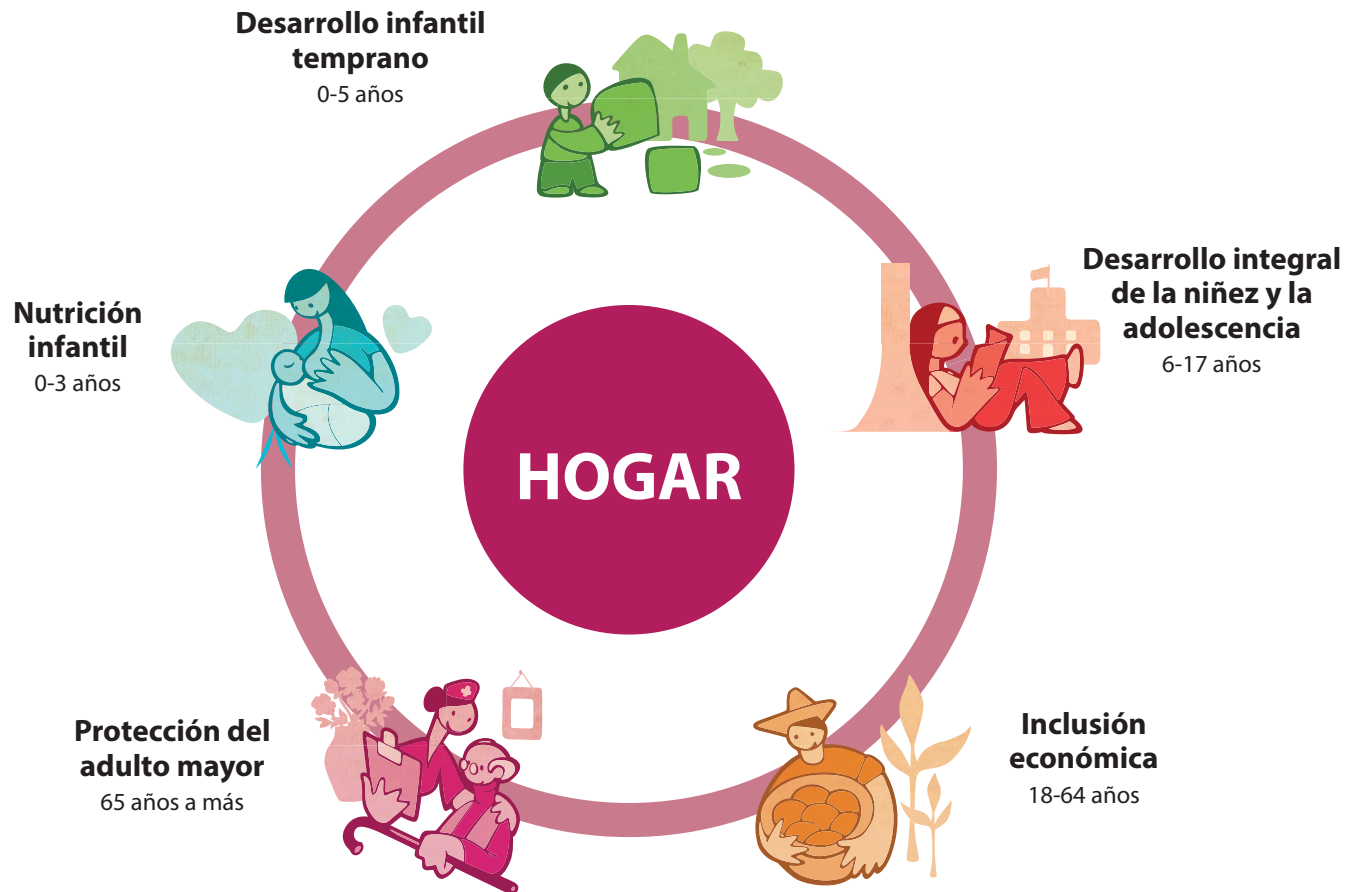 Desarrollo infantil
temprano
0-5 años
Desarrollo integral
de la niñez y la
adolescencia
6-17 años
Nutrición
infantil
0-3 años
HOGAR
Protección del
adulto mayor
65 años a más
Inclusión
económica
18-64 años